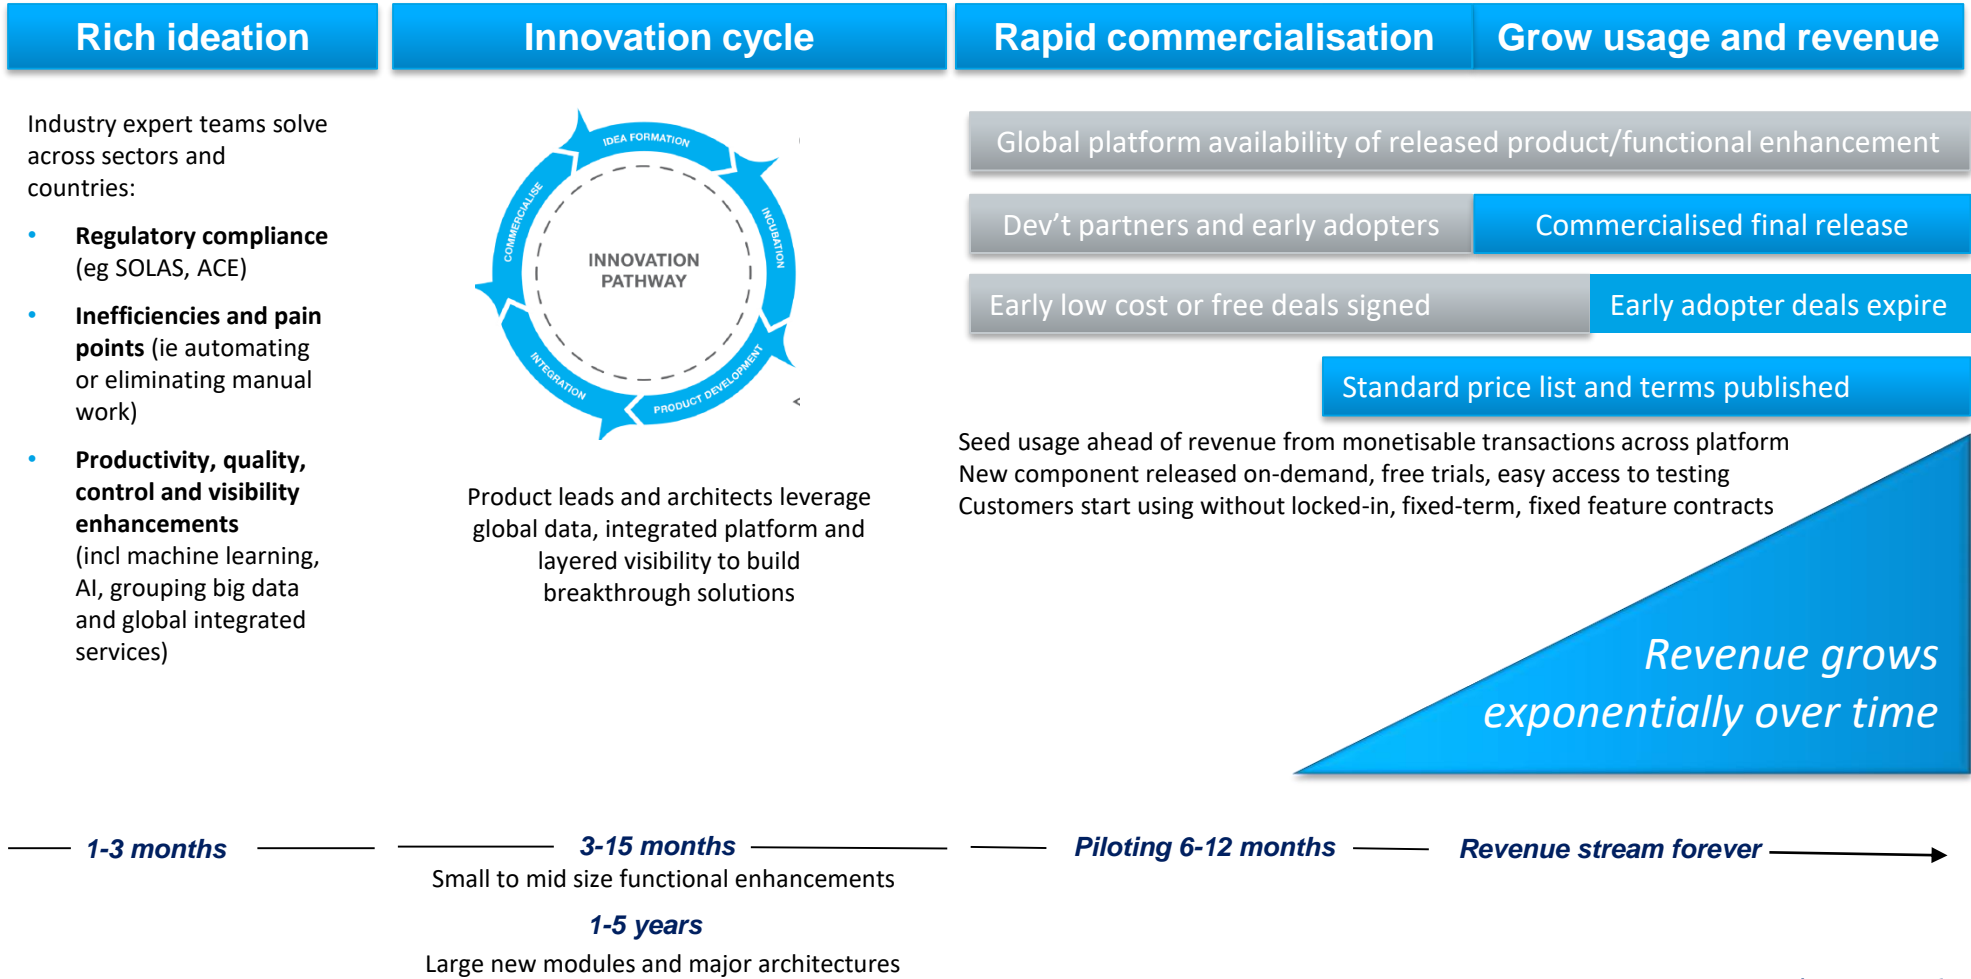 Rich ideation
Innovation cycle
Rapid commercialisation
Grow usage and revenue
Industry expert teams solve
across sectors and
countries:
• Regulatory compliance
(eg SOLAS, ACE)
• Inefficiencies and pain
points (ie automating
or eliminating manual
work)
• Productivity, quality,
control and visibility
enhancements
(incl machine learning,
AI, grouping big data
and global integrated
services)
IDEA FORMATION
INCUBATION
PRODUCT DEVELOPMENT
INTEGRATION
COMMERCIALISE
INNOVATION
PATHWAY
Product leads and architects leverage
global data, integrated platform and
layered visibility to build
breakthrough solutions
Global platform availability of released product/functional enhancement
Dev't partners and early adopters
Commercialised final release
Early low cost or free deals signed
Early adopter deals expire
Standard price list and terms published
Seed usage ahead of revenue from monetisable transactions across platform
New component released on-demand, free trials, easy access to testing
Customers start using without locked-in, fixed-term, fixed feature contracts
Revenue grows
exponentially over time
1-3 months
3-15 months
Small to mid size functional enhancements
1-5 years
Large new modules and major architectures
Piloting 6-12 months
Revenue stream forever